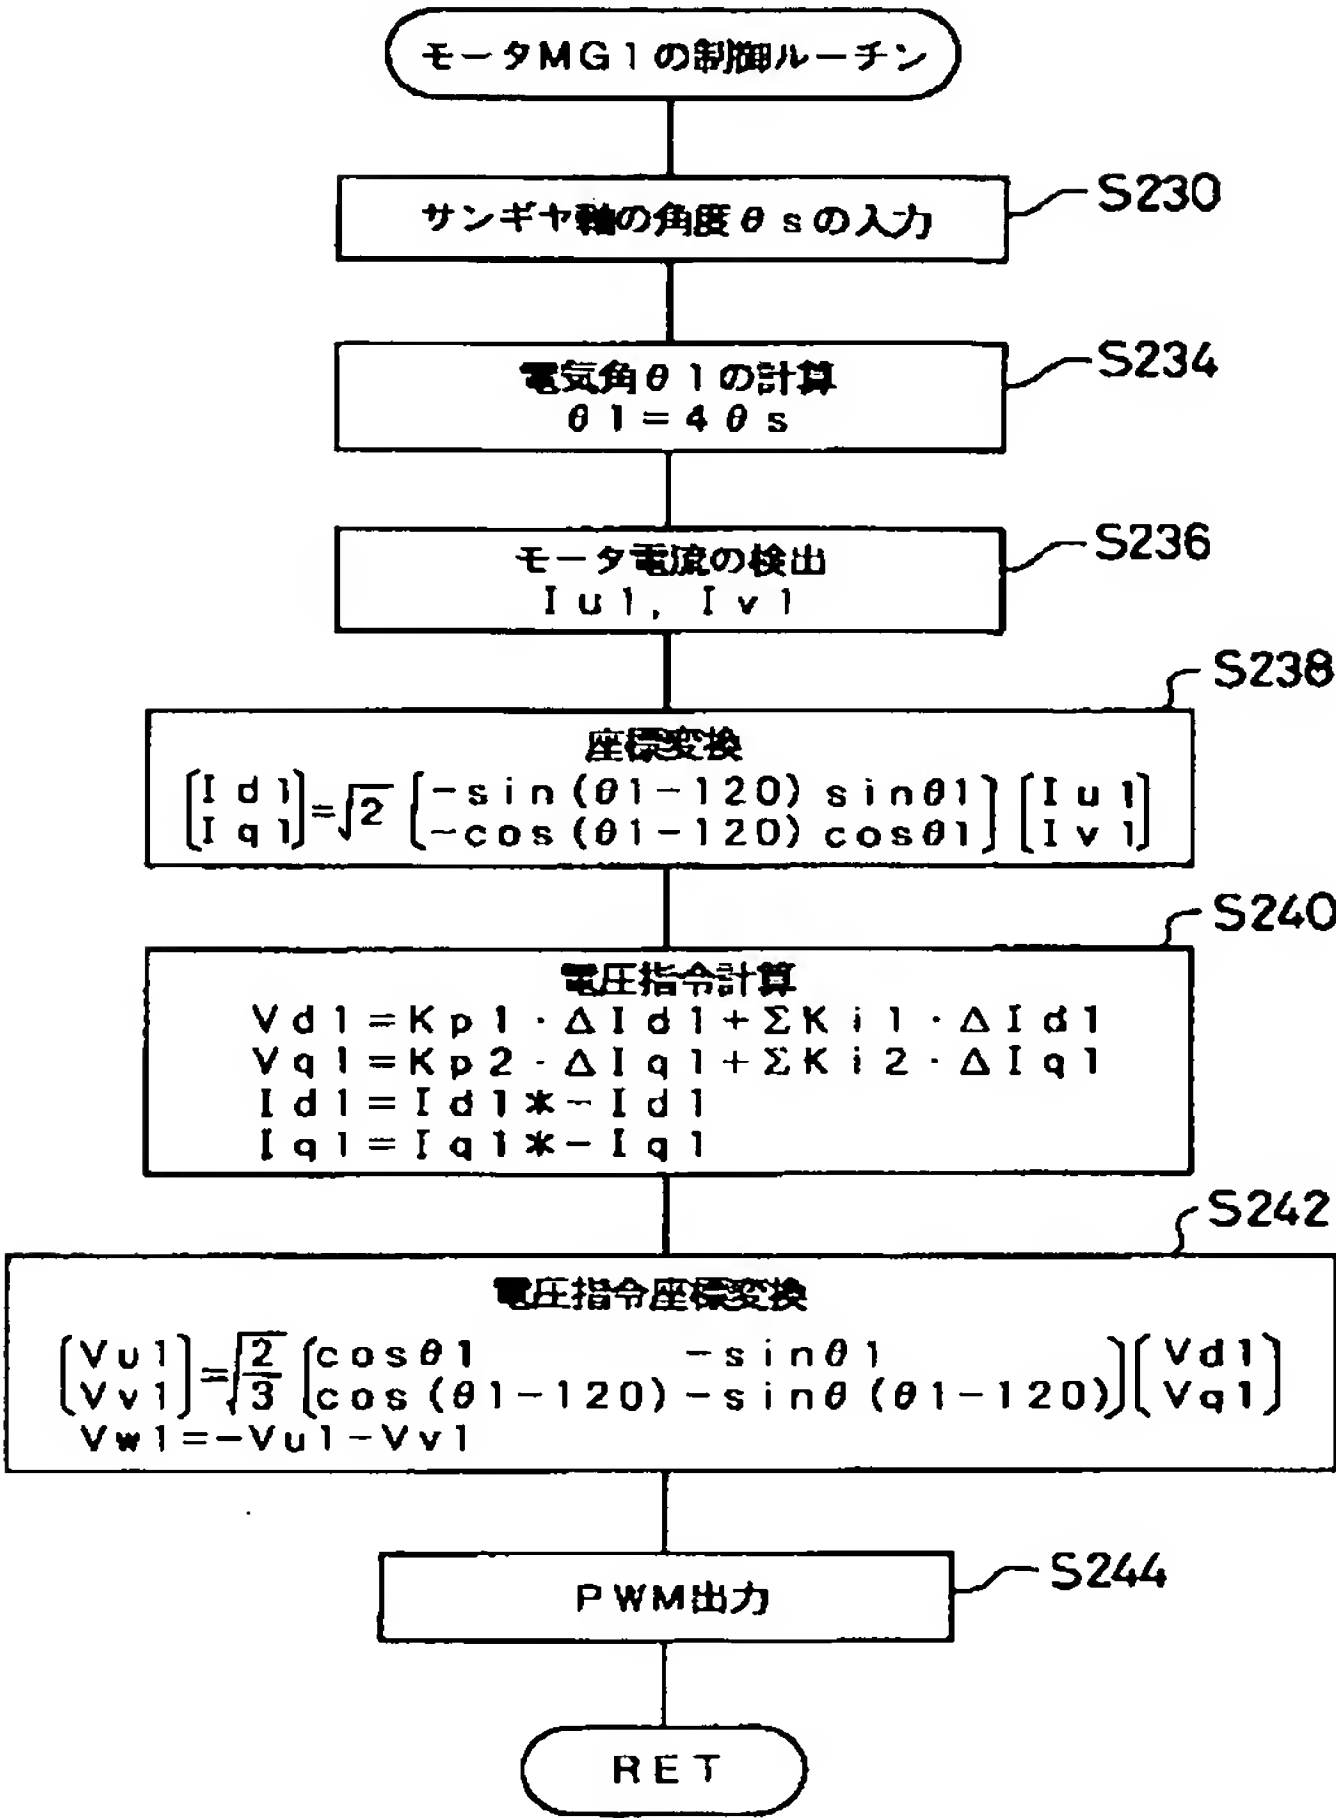 モータMG1の制御ルーチン
サンギヤ軸の角度θsの入力
S230
電気角θ1の計算
θ1=4θs
S234
モータ電流の検出
Iu1, Iv1
S236
S238
座標変換
[Id1]=√2 [-sin(θ1-120) sinθ1] [Iu1]
[Iq1] [-cos(θ1-120) cosθ1] [Iv1]
S240
電圧指令計算
Vd1=Kp1・ΔId1+ΣKi1・ΔId1
Vq1=Kp2・ΔIq1+ΣKi2・ΔIq1
Id1=Id1*-Id1
Iq1=Iq1*-Iq1
S242
電圧指令座標変換
[Vu1]=√2/3 [cosθ1 -sinθ1] [Vd1]
[Vv1] [cos(θ1-120)-sinθ(θ1-120)] [Vq1]
Vw1=-Vu1-Vv1
PWM出力
S244
RET